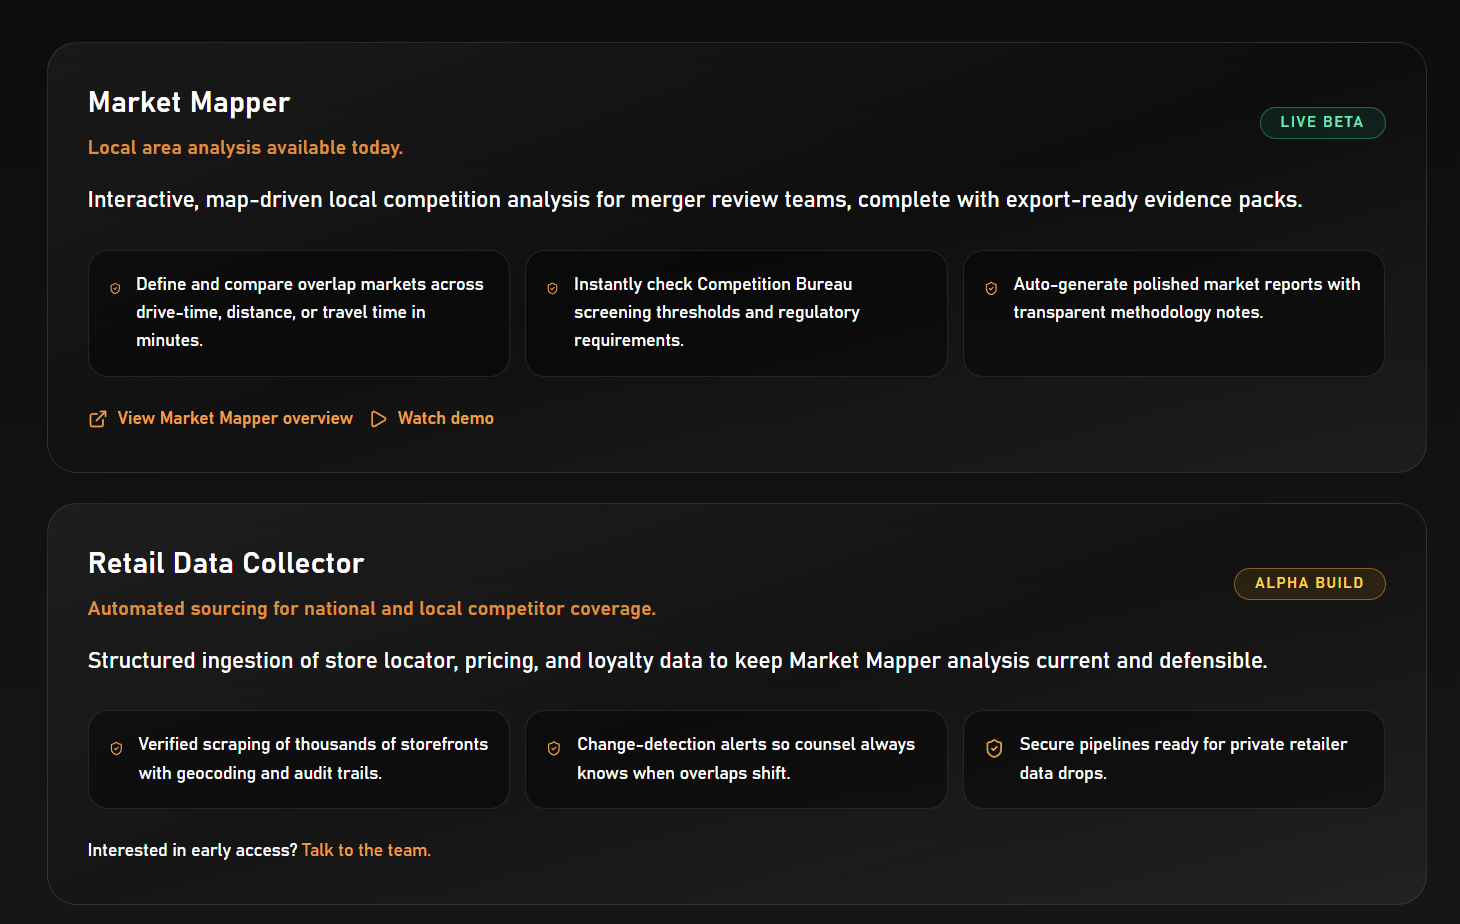 Market Mapper
LIVE BETA
Local area analysis available today.
Interactive, map-driven local competition analysis for merger review teams, complete with export-ready evidence packs.
Define and compare overlap markets across
drive-time, distance, or travel time in
minutes.
Instantly check Competition Bureau
screening thresholds and regulatory
requirements.
Auto-generate polished market reports with
transparent methodology notes.
View Market Mapper overview
Watch demo
Retail Data Collector
ALPHA BUILD
Automated sourcing for national and local competitor coverage.
Structured ingestion of store locator, pricing, and loyalty data to keep Market Mapper analysis current and defensible.
Verified scraping of thousands of storefronts
with geocoding and audit trails.
Change-detection alerts so counsel always
knows when overlaps shift.
Secure pipelines ready for private retailer
data drops.
Interested in early access? Talk to the team.